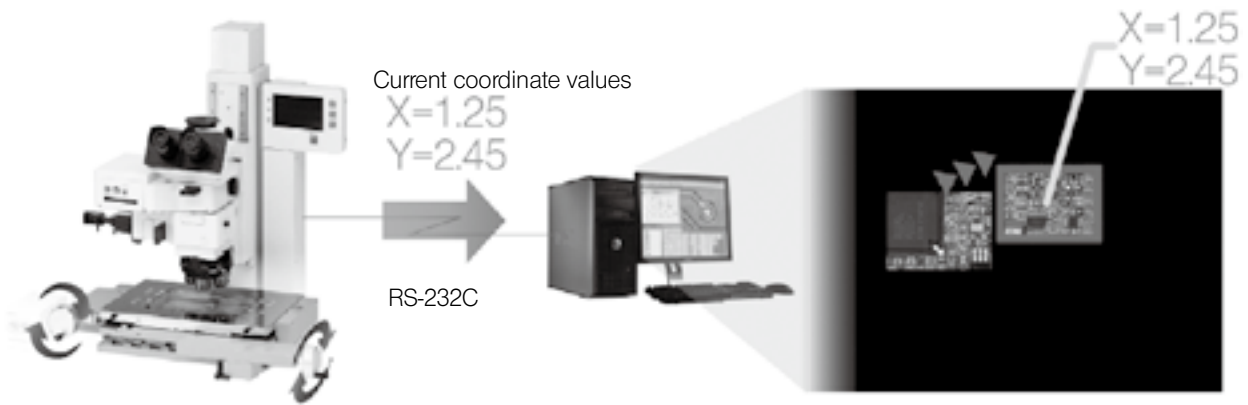 Current coordinate values
X=1.25
Y=2.45
RS-232C
X=1.25
Y=2.45